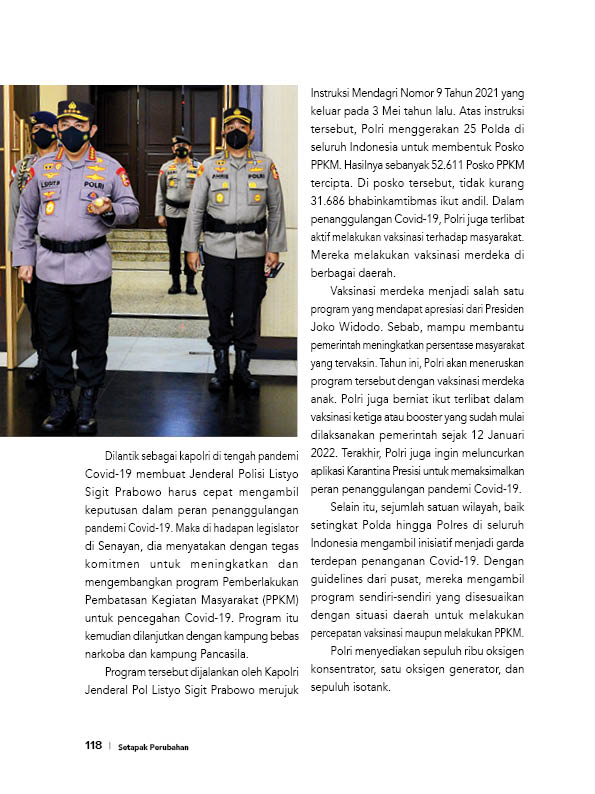 L SIGIT P
POLRI
POLRI
Dilantik sebagai kapolri di tengah pandemi
Covid-19 membuat Jenderal Polisi Listyo
Sigit Prabowo harus cepat mengambil
keputusan dalam peran penanggulangan
pandemi Covid-19. Maka di hadapan legislator
di Senayan, dia menyatakan dengan tegas
komitmen untuk meningkatkan dan
mengembangkan program Pemberlakukan
Pembatasan Kegiatan Masyarakat (PPKM)
untuk pencegahan Covid-19. Program itu
kemudian dilanjutkan dengan kampung bebas
narkoba dan kampung Pancasila.
Program tersebut dijalankan oleh Kapolri
Jenderal Pol Listyo Sigit Prabowo merujuk
Instruksi Mendagri Nomor 9 Tahun 2021 yang
keluar pada 3 Mei tahun lalu. Atas instruksi
tersebut, Polri menggerakan 25 Polda di
seluruh Indonesia untuk membentuk Posko
PPKM. Hasilnya sebanyak 52.611 Posko PPKM
tercipta. Di posko tersebut, tidak kurang
31.686 bhabinkamtibmas ikut andil. Dalam
penanggulangan Covid-19, Polri juga terlibat
aktif melakukan vaksinasi terhadap masyarakat.
Mereka melakukan vaksinasi merdeka di
berbagai daerah.
Vaksinasi merdeka menjadi salah satu
program yang mendapat apresiasi dari Presiden
Joko Widodo. Sebab, mampu membantu
pemerintah meningkatkan persentase masyarakat
yang tervaksin. Tahun ini, Polri akan meneruskan
program tersebut dengan vaksinasi merdeka
anak. Polri juga berniat ikut terlibat dalam
vaksinasi ketiga atau booster yang sudah mulai
dilaksanakan pemerintah sejak 12 Januari
2022. Terakhir, Polri juga ingin meluncurkan
aplikasi Karantina Presisi untuk memaksimalkan
peran penanggulangan pandemi Covid-19.
Selain itu, sejumlah satuan wilayah, baik
setingkat Polda hingga Polres di seluruh
Indonesia mengambil inisiatif menjadi garda
terdepan penanganan Covid-19. Dengan
guidelines dari pusat, mereka mengambil
program sendiri-sendiri yang disesuaikan
dengan situasi daerah untuk melakukan
percepatan vaksinasi maupun melakukan PPKM.
Polri menyediakan sepuluh ribu oksigen
konsentrator, satu oksigen generator, dan
sepuluh isotank.
118 | Setapak Perubahan